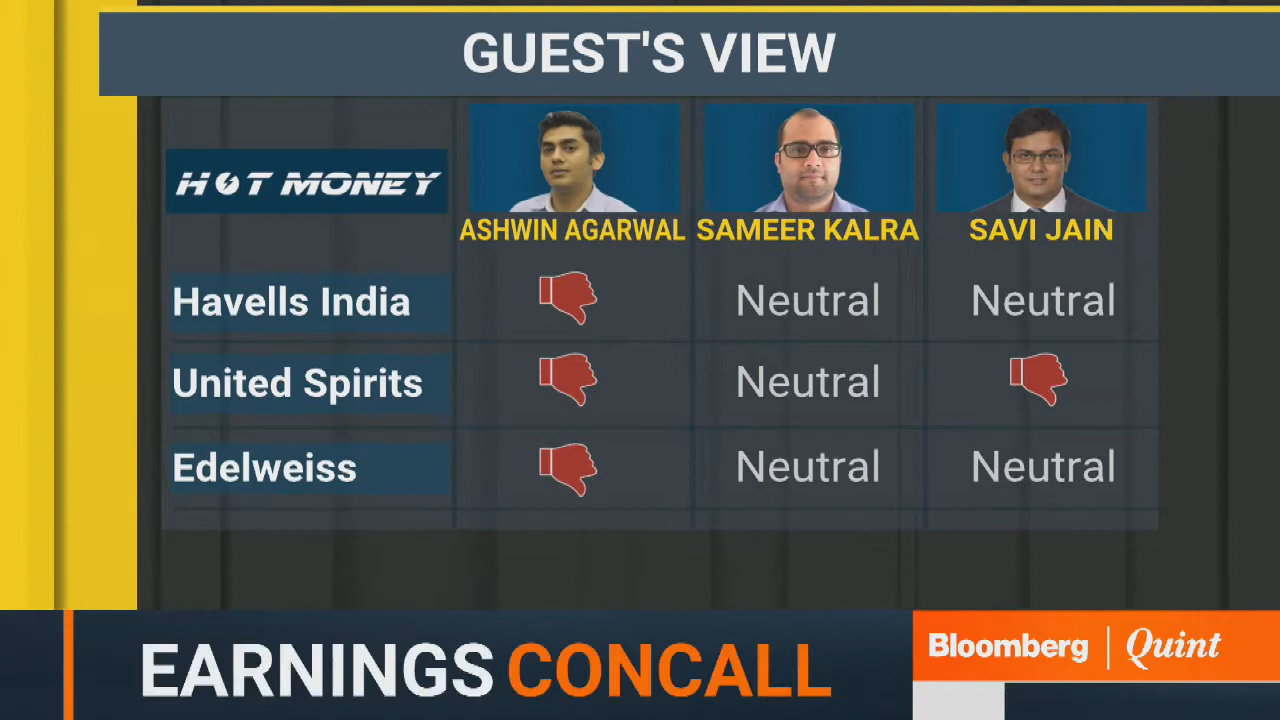 GUEST'S VIEW
HOT MONEY
ASHWIN AGARWAL SAMEER KALRA SAVI JAIN
Havells India Neutral Neutral
United Spirits Neutral
Edelweiss Neutral Neutral
EARNINGS CONCALL
Bloomberg | Quint